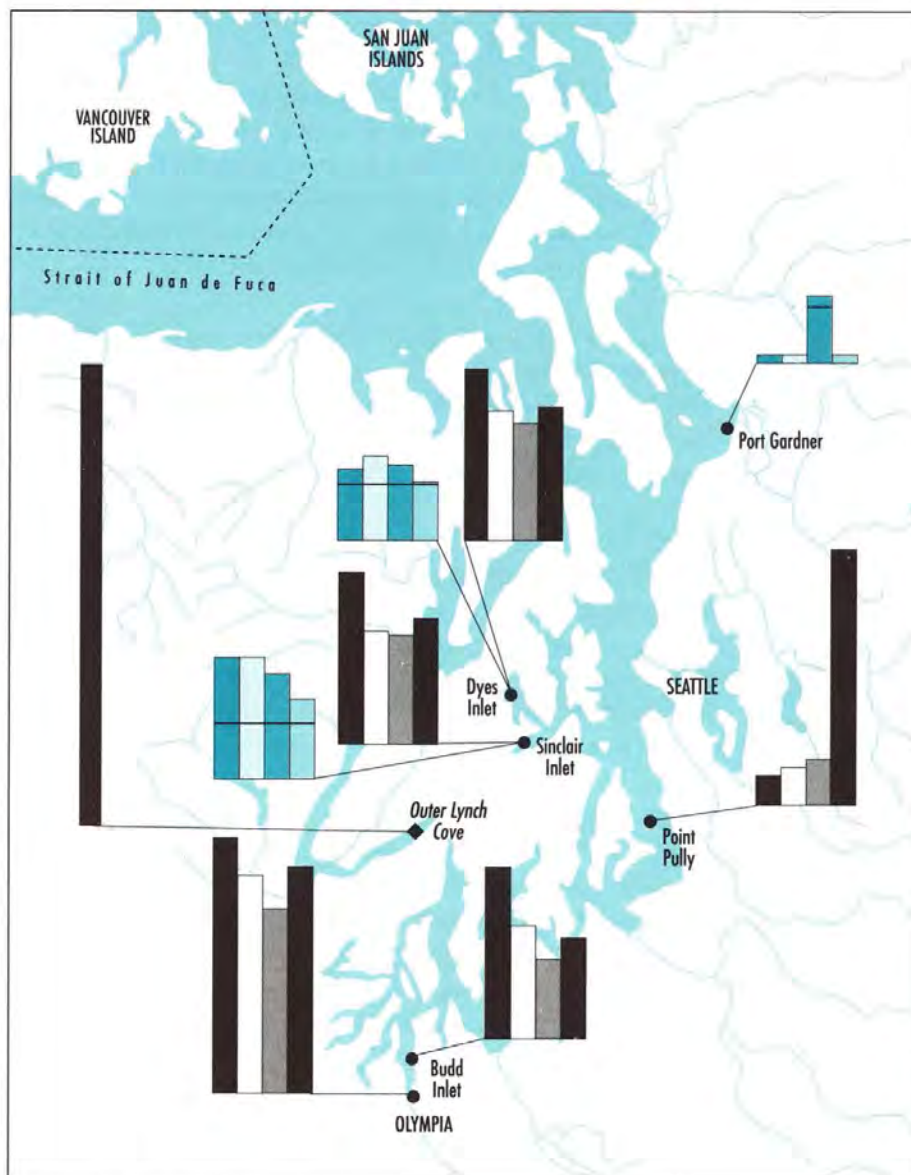 SAN JUAN
ISLANDS
VANCOUVER
ISLAND
Strait of Juan de Fuca
Port Gardner
Dyes
Inlet
SEATTLE
Sinclair
Inlet
Outer Lynch
Cove
Point
Pully
Budd
Inlet
OLYMPIA